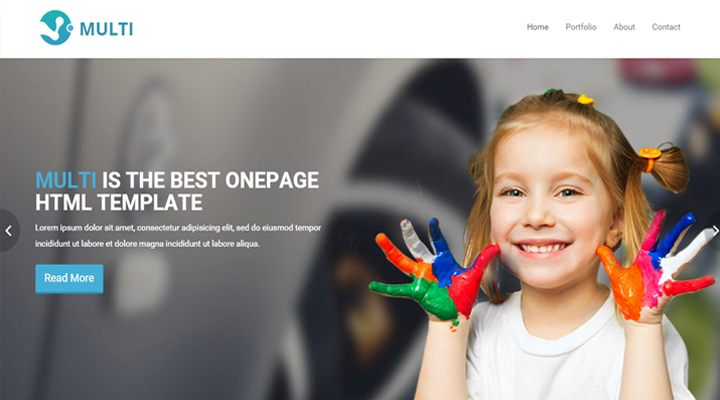 MULTI
Home Portfolio About Contact
MULTI IS THE BEST ONEPAGE
HTML TEMPLATE
Lorem ipsum dolor sit amet, consectetur adipisicing elit, sed do eiusmod tempor
incididunt ut labore et dolore magna incididunt ut labore aliqua.
Read More